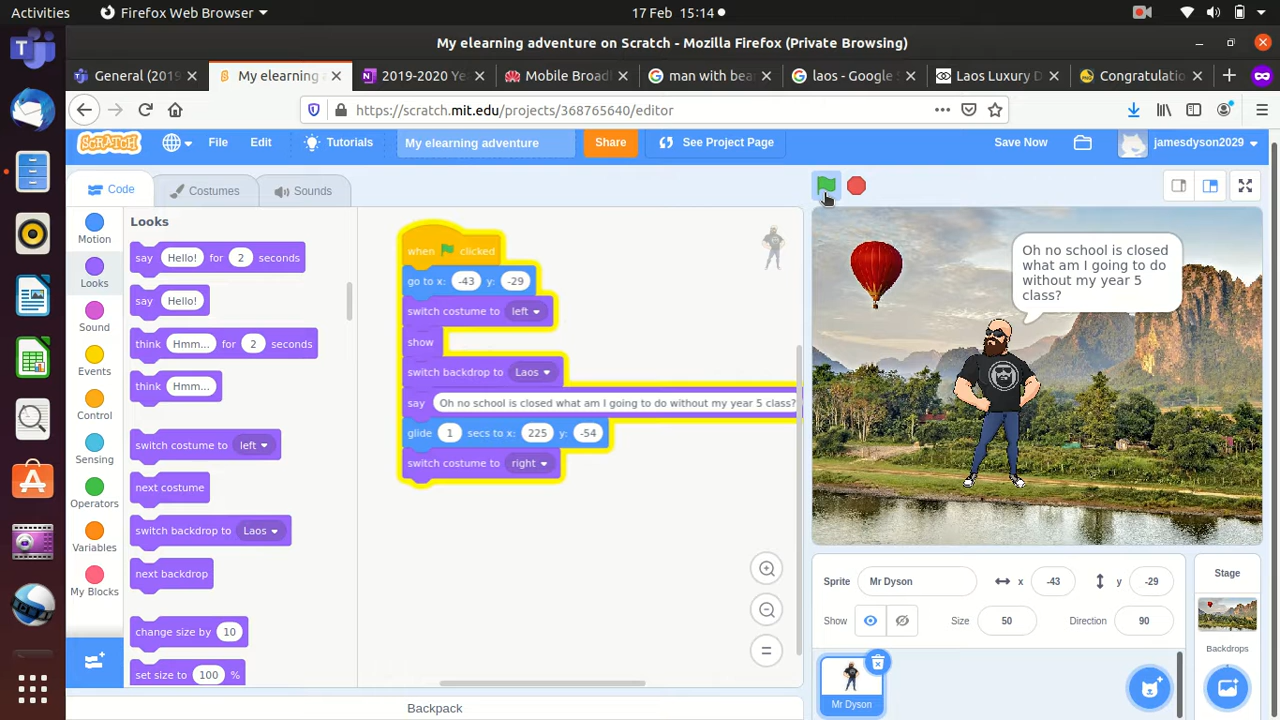 Activities
Firefox Web Browser
17 Feb 15:14
My elearning adventure on Scratch - Mozilla Firefox (Private Browsing)
General (2019
My elearning a
2019-2020 Ye
Mobile Broadl
man with bea
laos - Google S
Laos Luxury D
Congratulatio
https://scratch.mit.edu/projects/368765640/editor
SCRATCH
File
Edit
Tutorials
My elearning adventure
Share
See Project Page
Save Now
jamesdyson2029
Code
Costumes
Sounds
Motion
Looks
Sound
Events
Control
Sensing
Operators
Variables
My Blocks
Looks
say Hello! for 2 seconds
say Hello!
think Hmm... for 2 seconds
think Hmm...
switch costume to left
next costume
switch backdrop to Laos
next backdrop
change size by 10
set size to 100 %
when clicked
go to x: -43 y: -29
switch costume to left
show
switch backdrop to Laos
say Oh no school is closed what am I going to do without my year 5 class?
glide 1 secs to x: 225 y: -54
switch costume to right
Backpack
Oh no school is closed
what am I going to do
without my year 5
class?
Sprite Mr Dyson x -43 y -29
Show Size 50 Direction 90
Mr Dyson
Stage
Backdrops